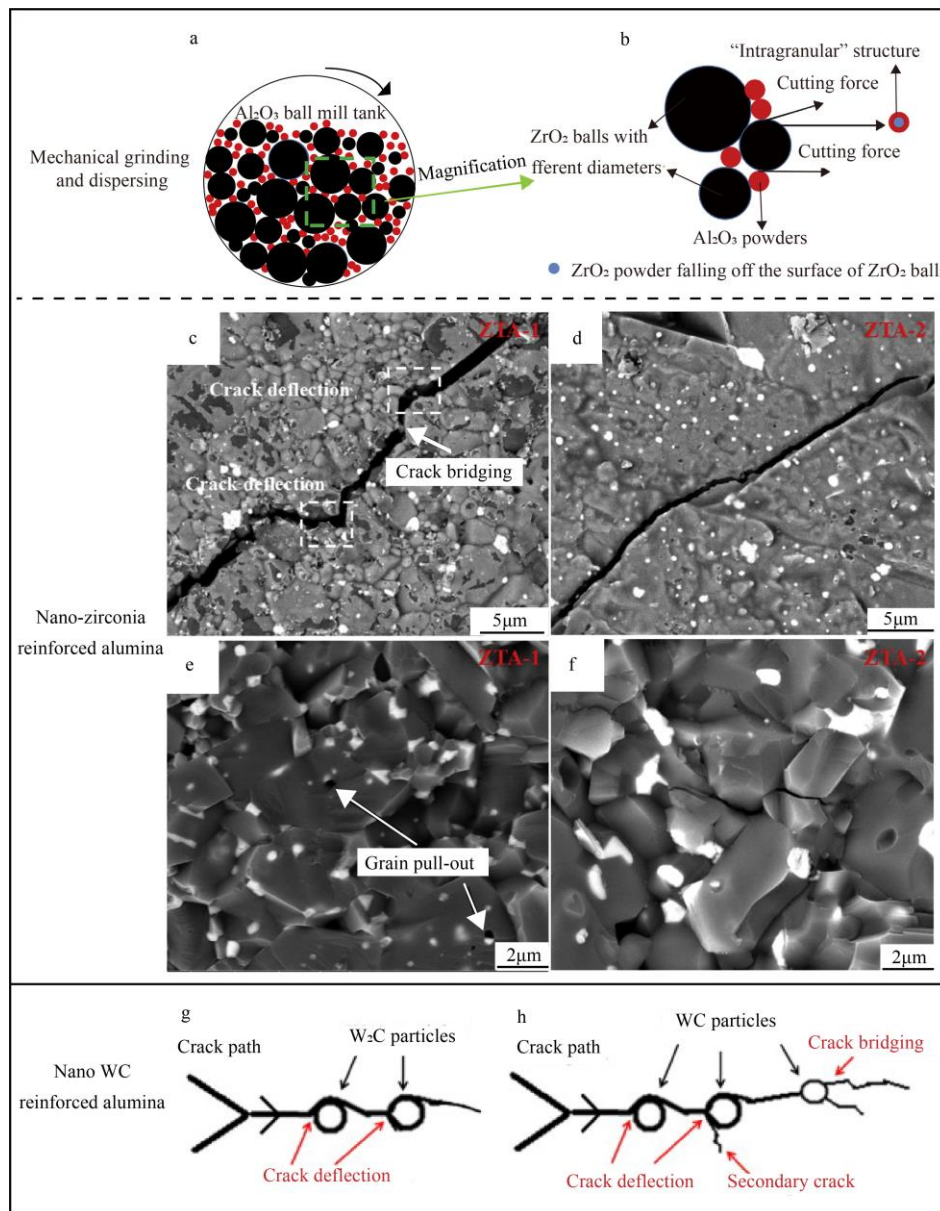 a
Al₂O₃ ball mill tank
Mechanical grinding
and dispersing
Magnification
b
“Intragranular” structure
Cutting force
ZrO₂ balls with
fferent diameters
Cutting force
Al₂O₃ powders
ZrO₂ powder falling off the surface of ZrO₂ ball
Nano-zirconia
reinforced alumina
c
ZTA-1
Crack deflection
Crack bridging
Crack deflection
5μm
d
ZTA-2
5μm
e
ZTA-1
Grain pull-out
2μm
f
ZTA-2
2μm
Nano WC
reinforced alumina
g
W₂C particles
Crack path
Crack deflection
h
WC particles
Crack path
Crack bridging
Crack deflection
Secondary crack